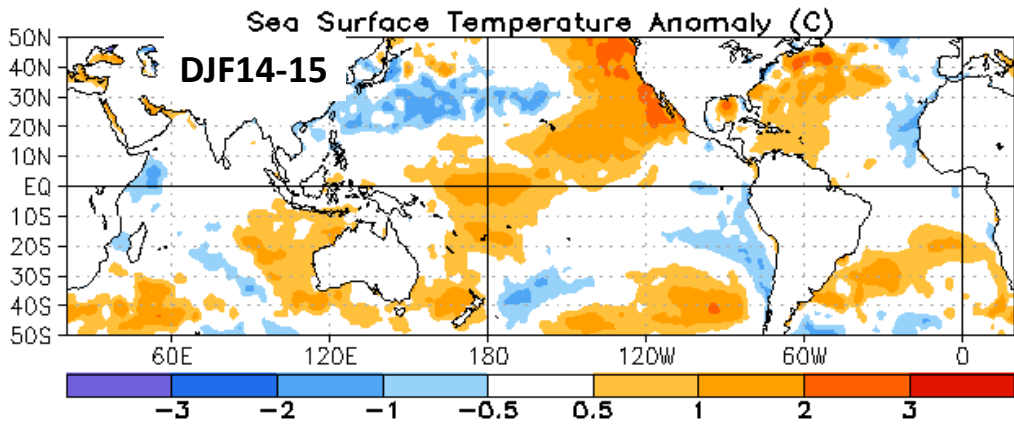 Sea Surface Temperature Anomaly (C)
DJF14-15
50N
40N
30N
20N
10N
EQ
10S
20S
30S
40S
50S
60E 120E 180 120W 60W 0
-3 -2 -1 -0.5 0.5 1 2 3